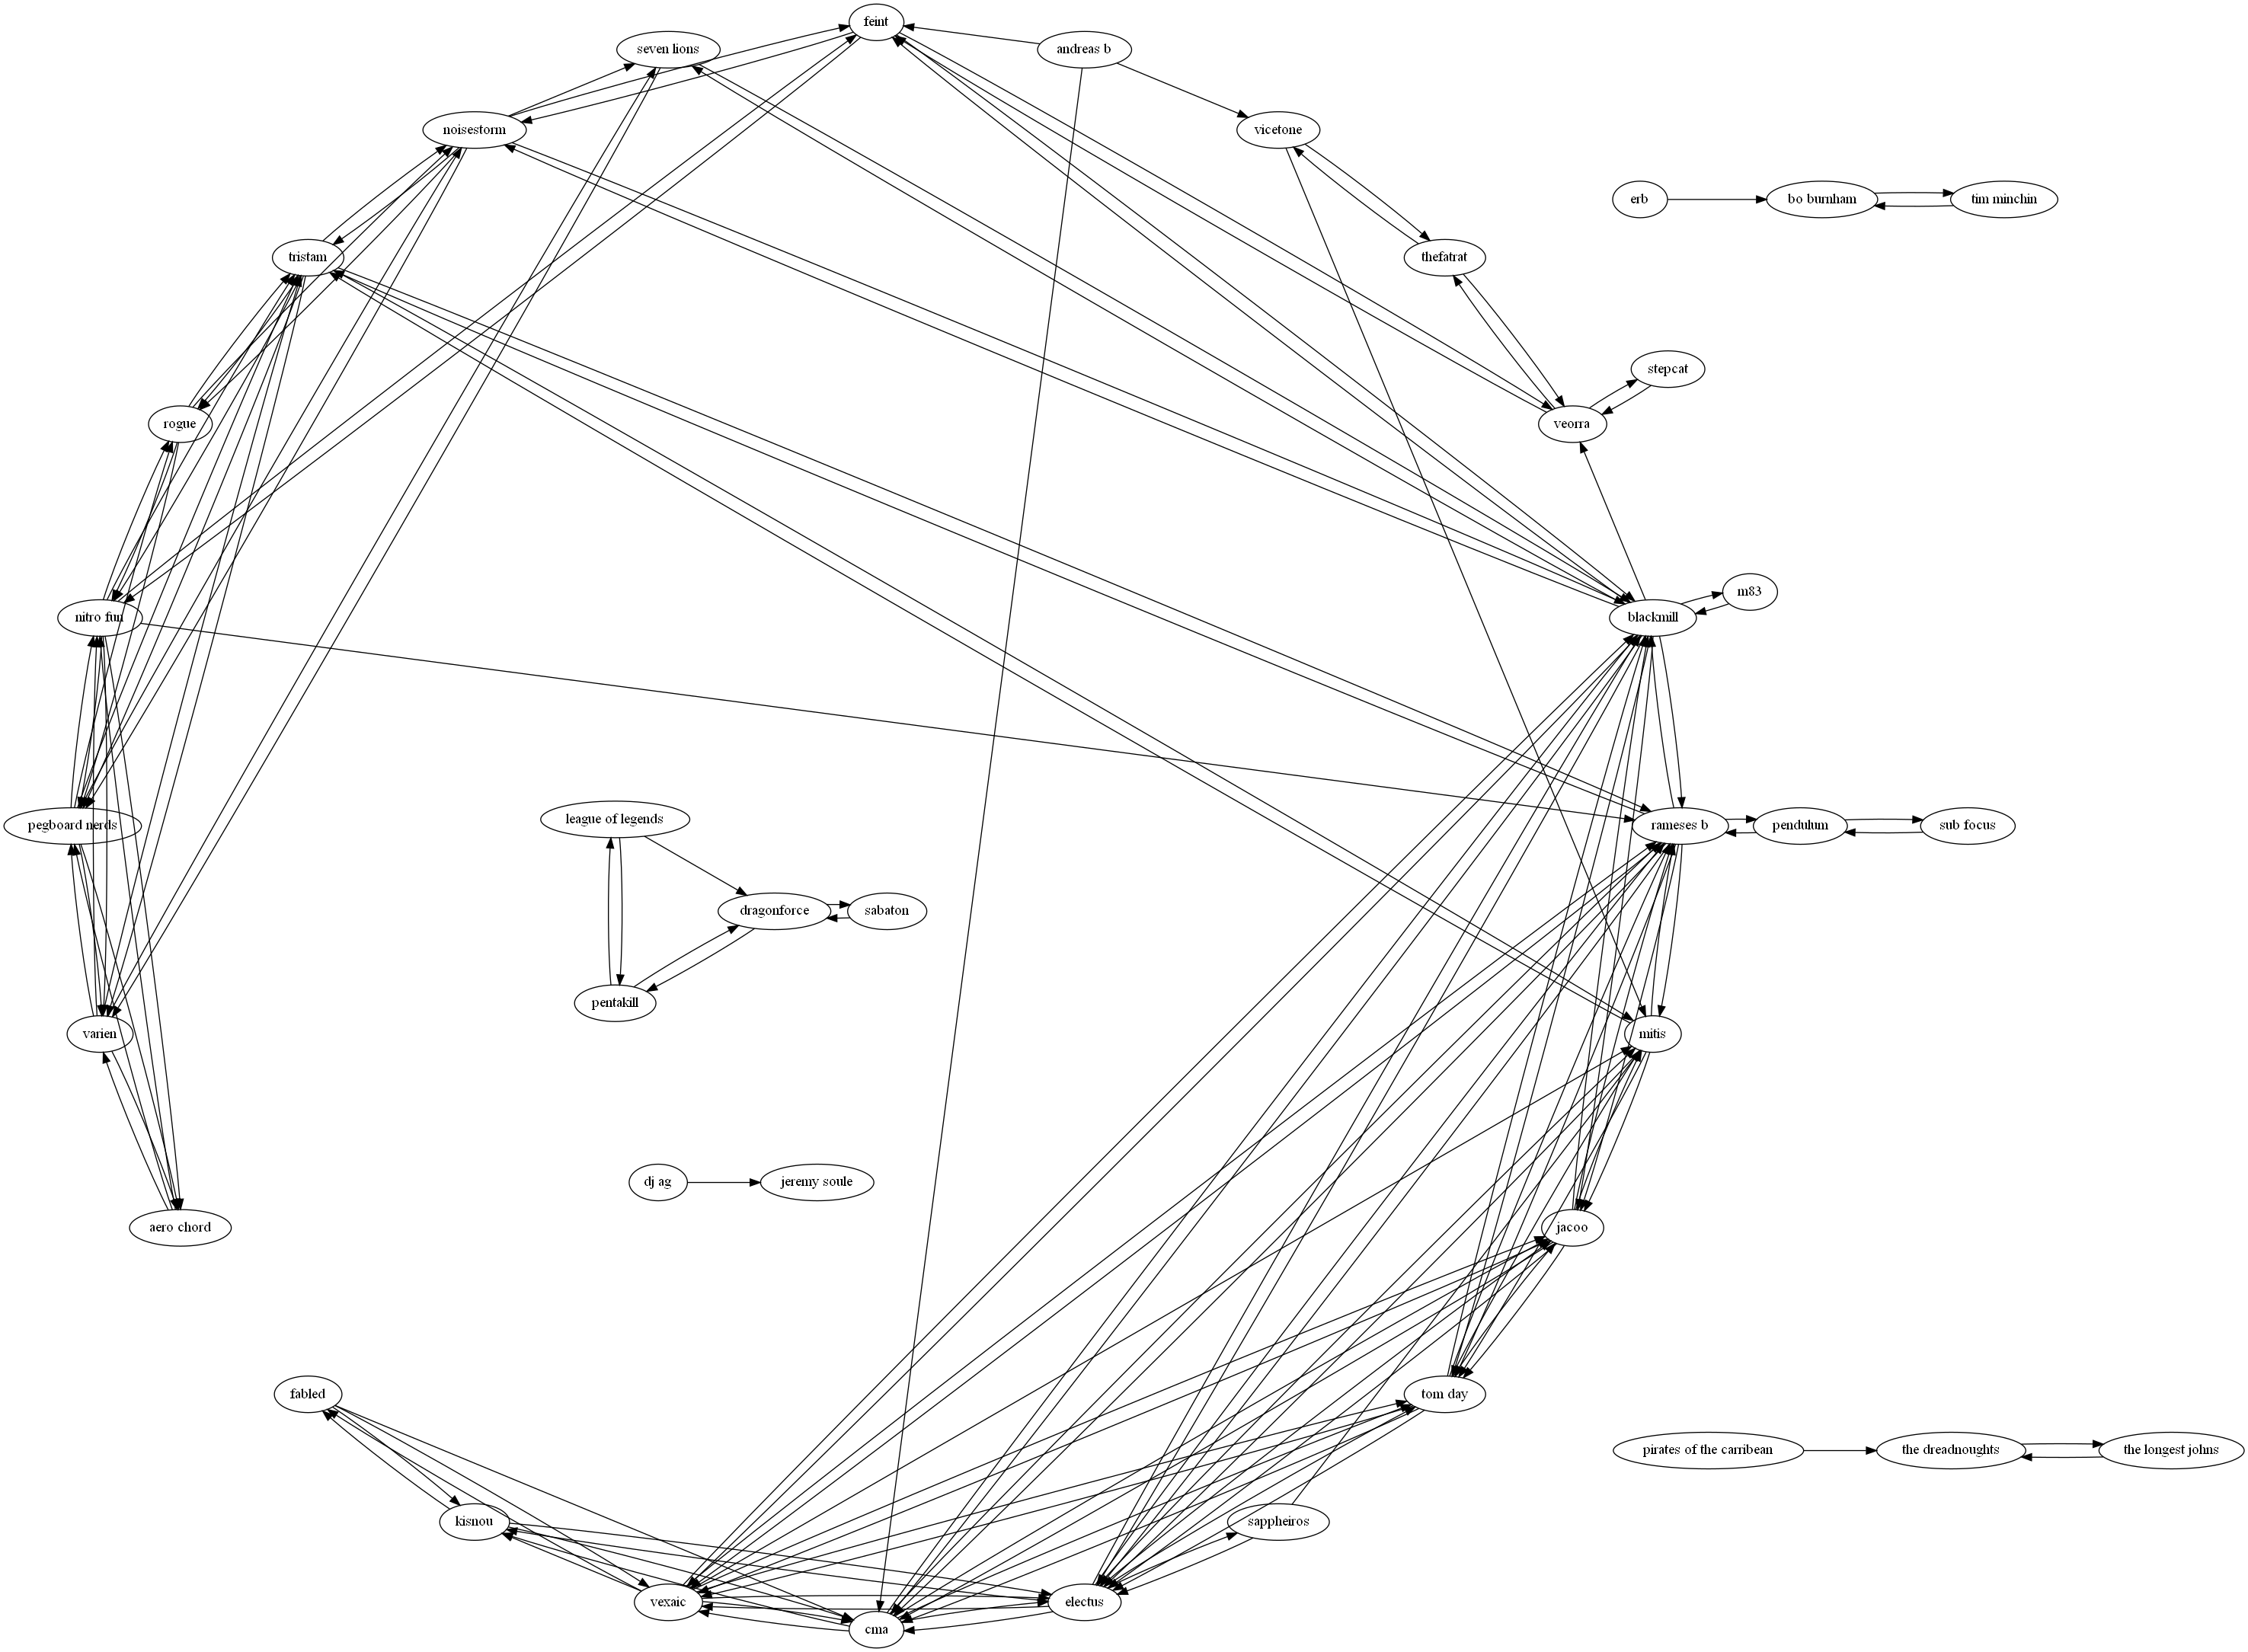 feint
seven lions
andreas b
noisestorm
vicetone
erb
bo burnham
tim minchin
tristam
thefatrat
stepcat
rogue
veorra
m83
nitro fun
blackmill
league of legends
pegboard nerds
rameses b
pendulum
sub focus
dragonforce
sabaton
pentakill
varien
mitis
dj ag
jeremy soule
aero chord
jacoo
fabled
tom day
pirates of the carribean
the dreadnoughts
the longest johns
kisnou
sappheiros
vexaic
electus
cma